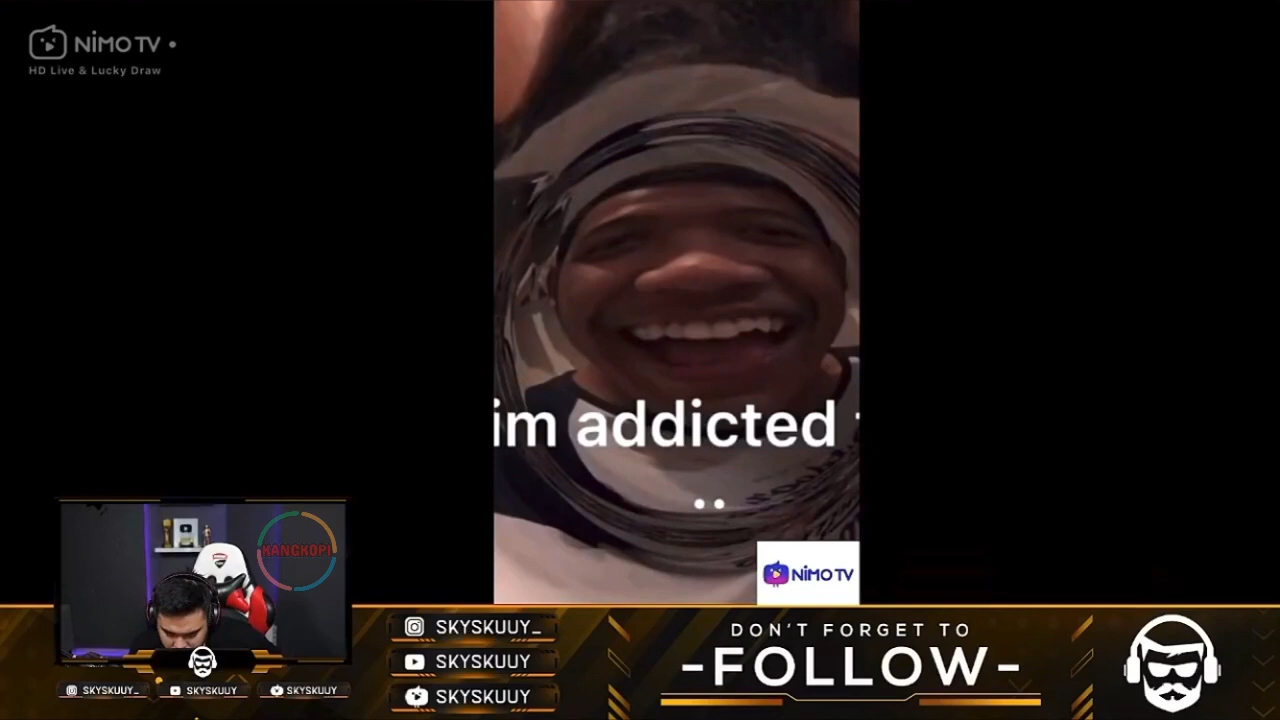 NIMO TV
HD Live & Lucky Draw
im addicted
NIMO TV
KANGKOPI
SKYSKUUY_
SKYSKUUY
SKYSKUUY
SKYSKUUY_
SKYSKUUY
SKYSKUUY
DON'T FORGET TO
-FOLLOW-